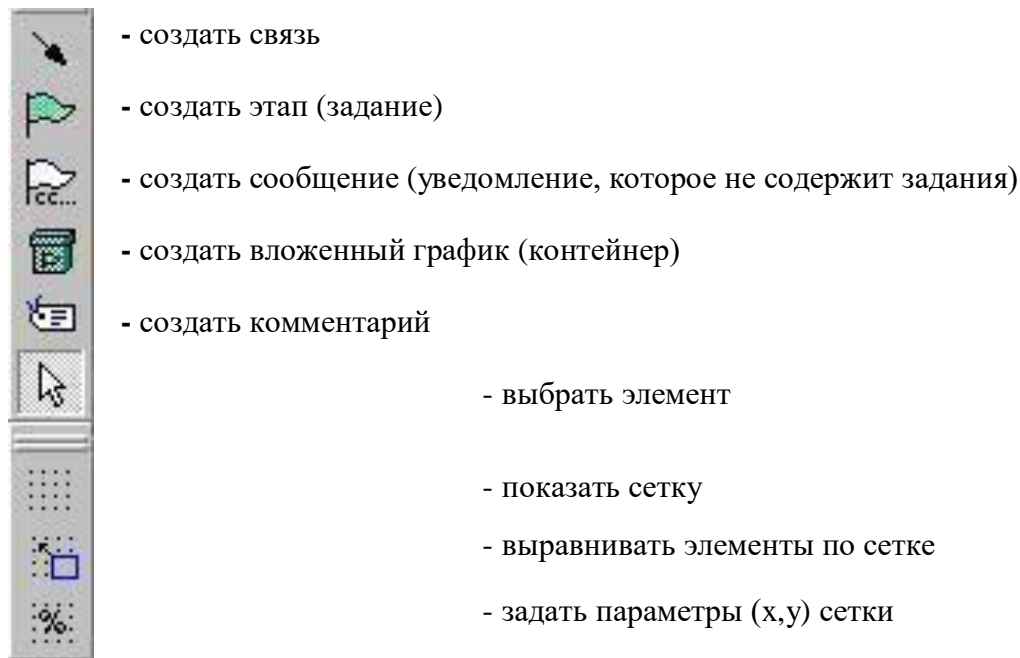 - создать связь
- создать этап (задание)
cc...
- создать сообщение (уведомление, которое не содержит задания)
P
- создать вложенный график (контейнер)
- создать комментарий
- выбрать элемент
- показать сетку
- выравнивать элементы по сетке
%
- задать параметры (x,y) сетки